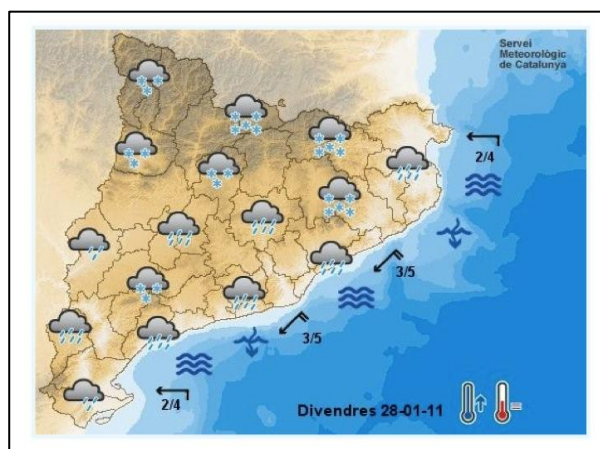 Servei
Meteorològic
de Catalunya
2/4
3/5
3/5
2/4
Divendres 28-01-11
=